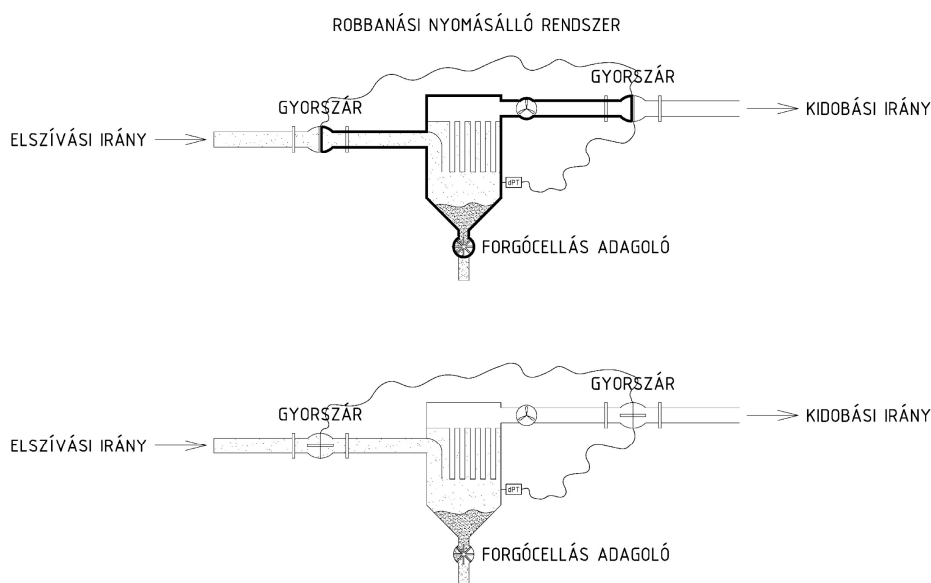 ROBBANÁSI NYOMÁSÁLLÓ RENDSZER
GYORSZÁR
GYORSZÁR
ELSZÍVÁSI IRÁNY
KIDOBÁSI IRÁNY
dPT
FORGÓCELLÁS ADAGOLÓ
GYORSZÁR
GYORSZÁR
ELSZÍVÁSI IRÁNY
KIDOBÁSI IRÁNY
dPT
FORGÓCELLÁS ADAGOLÓ